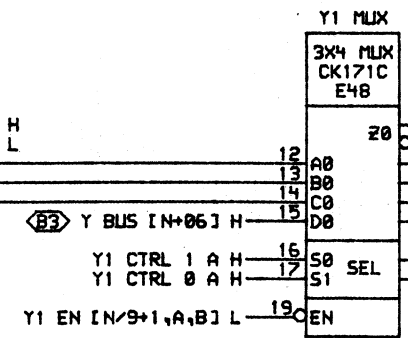 Y1 MUX
3X4 MUX
CK171C
E48
H
L
Z0
12 A0
13 B0
14 C0
B3 Y BUS [N+06] H 15 D0
Y1 CTRL 1 A H 16 S0
SEL
Y1 CTRL 0 A H 17 S1
Y1 EN [N/9+1,A,B] L 19 EN